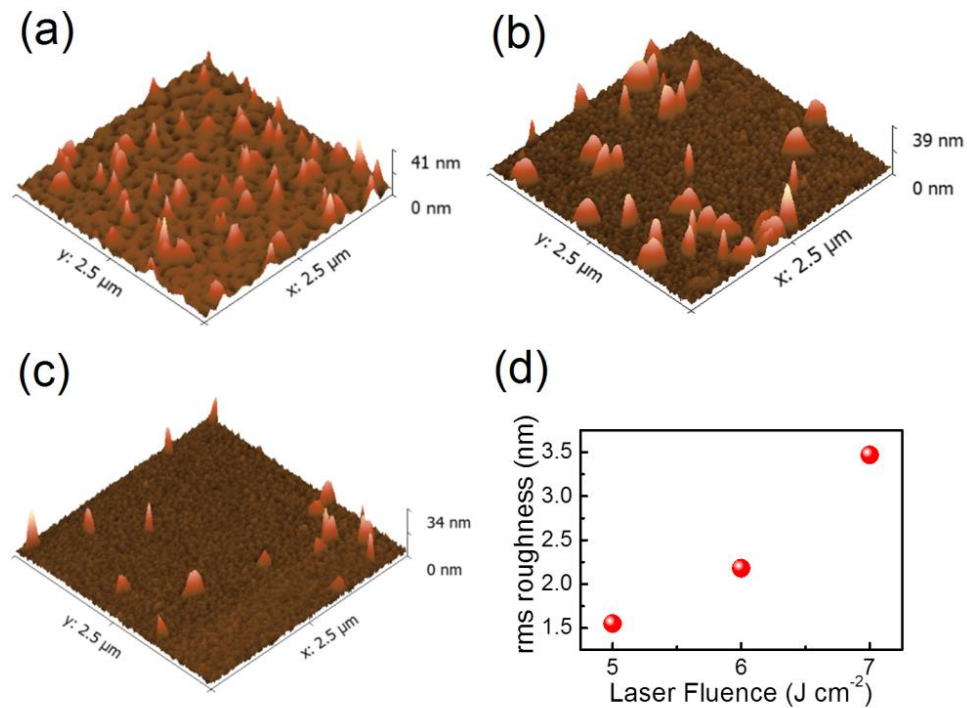 (a)
41 nm
0 nm
y: 2.5 µm
x: 2.5 µm
(b)
39 nm
0 nm
y: 2.5 µm
x: 2.5 µm
(c)
34 nm
0 nm
y: 2.5 µm
x: 2.5 µm
(d)
rms roughness (nm)
3.5
3.0
2.5
2.0
1.5
5 6 7
Laser Fluence (J cm⁻²)